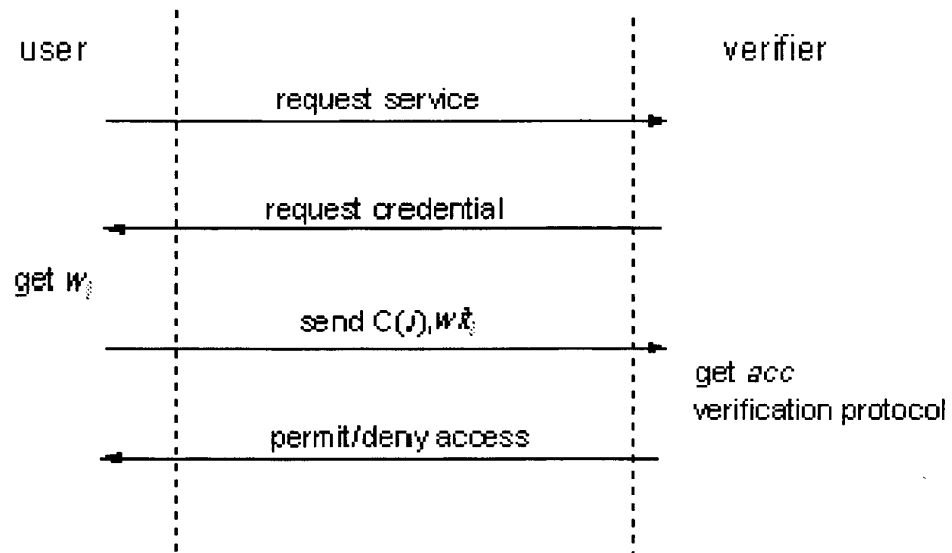 user
verifier
request service
request credential
get w
send C(
get acc
verification protocol
permit/deny access